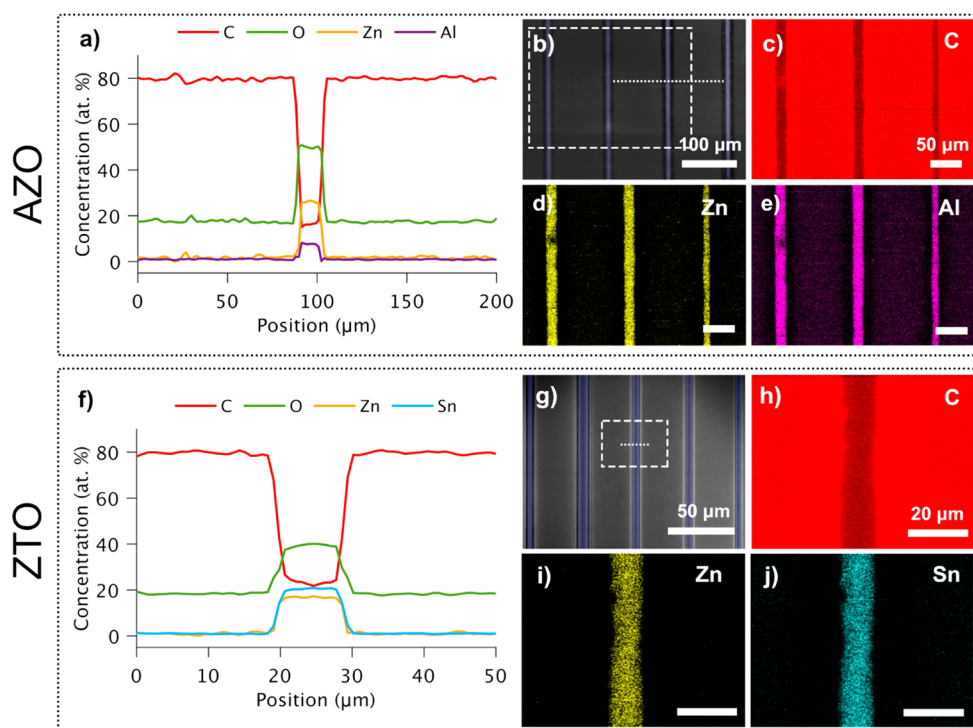 AZO
a)
C O Zn Al
Concentration (at. %)
80
60
40
20
0
0 50 100 150 200
Position (µm)
b)
100 µm
c)
C
50 µm
d)
Zn
e)
Al
ZTO
f)
C O Zn Sn
Concentration (at. %)
80
60
40
20
0
0 10 20 30 40 50
Position (µm)
g)
50 µm
h)
C
20 µm
i)
Zn
j)
Sn